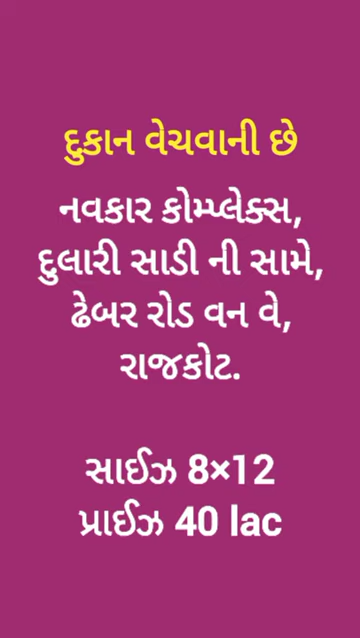 દુકાન વેચવાની છે
નવકાર કોમ્પ્લેક્સ,
દુલારી સાડી ની સામે,
ઢેબર રોડ વન વે,
રાજકોટ.
સાઈઝ 8×12
પ્રાઈઝ 40 lac